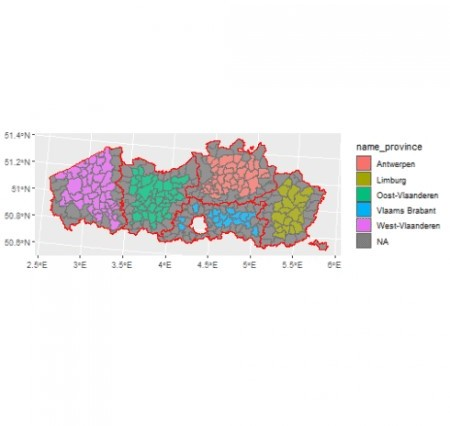 51.4°N
51.2°N
51°N
50.8°N
50.6°N
2.5°E 3°E 3.5°E 4°E 4.5°E 5°E 5.5°E 6°E
name_province
Antwerpen
Limburg
Oost-Vlaanderen
Vlaams Brabant
West-Vlaanderen
NA